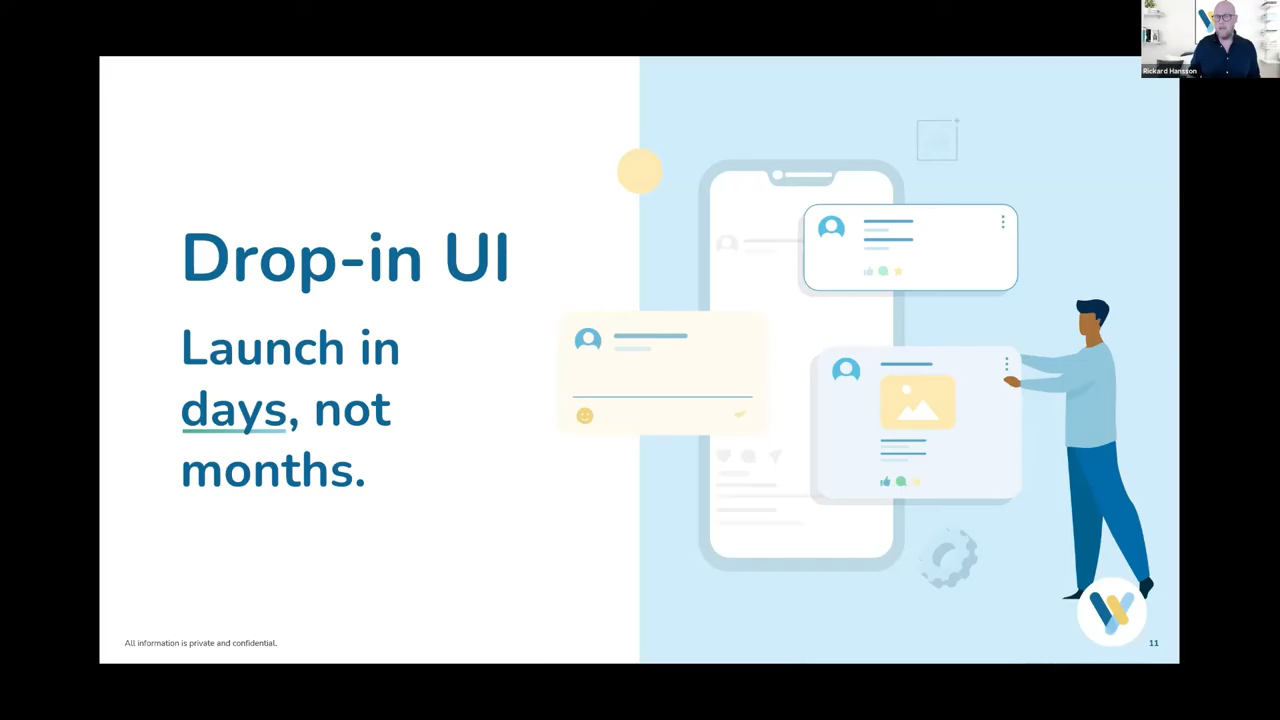 Rickard Hansson
Drop-in UI
Launch in
days, not
months.
All information is private and confidential.
11